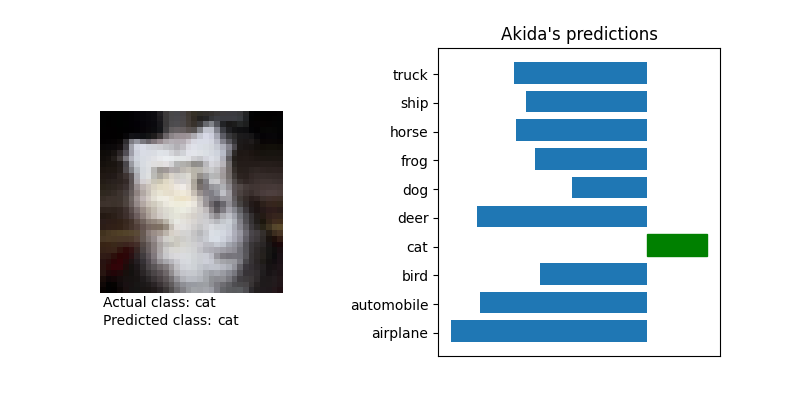 Akida's predictions
truck
ship
horse
frog
dog
deer
cat
bird
automobile
airplane
Actual class: cat
Predicted class: cat